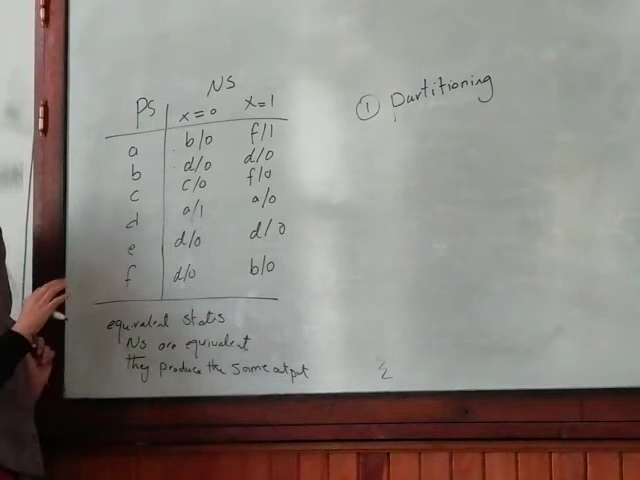 NS
PS x=0 x=1
a b/0 f/1
b d/0 d/0
c c/0 f/0
d a/1 a/0
e d/0 d/0
f d/0 b/0
equivalent states
NS are equivalent
they produce the same output
① Partitioning